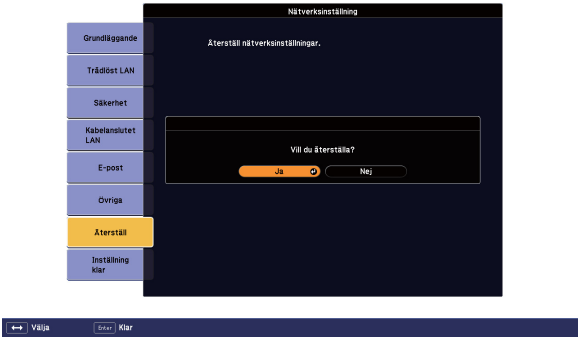 Nätverksinställning
Grundläggande
Återställ nätverksinställningar.
Trådlöst LAN
Säkerhet
Kabelanslutet
LAN
Vill du återställa?
E-post
Ja
Nej
Övriga
Återställ
Inställning
klar
Välja
Enter Klar